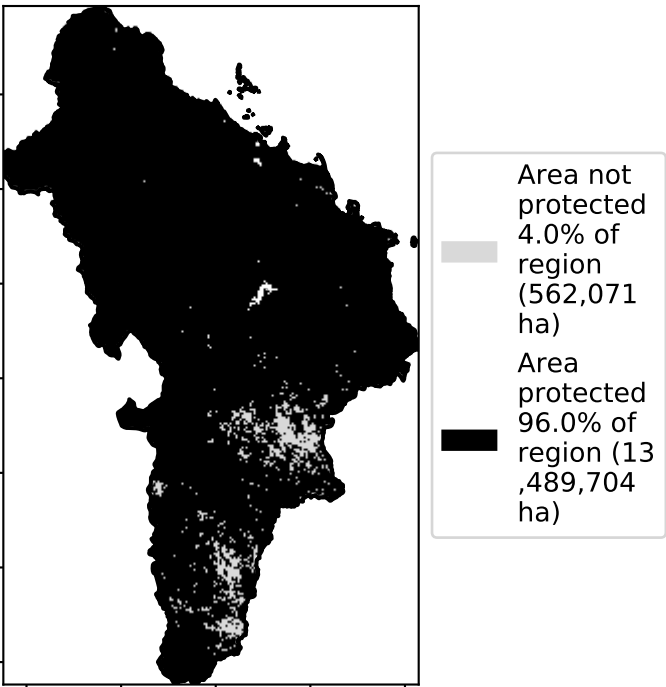 Area not
protected
4.0% of
region
(562,071
ha)
Area
protected
96.0% of
region (13
,489,704
ha)